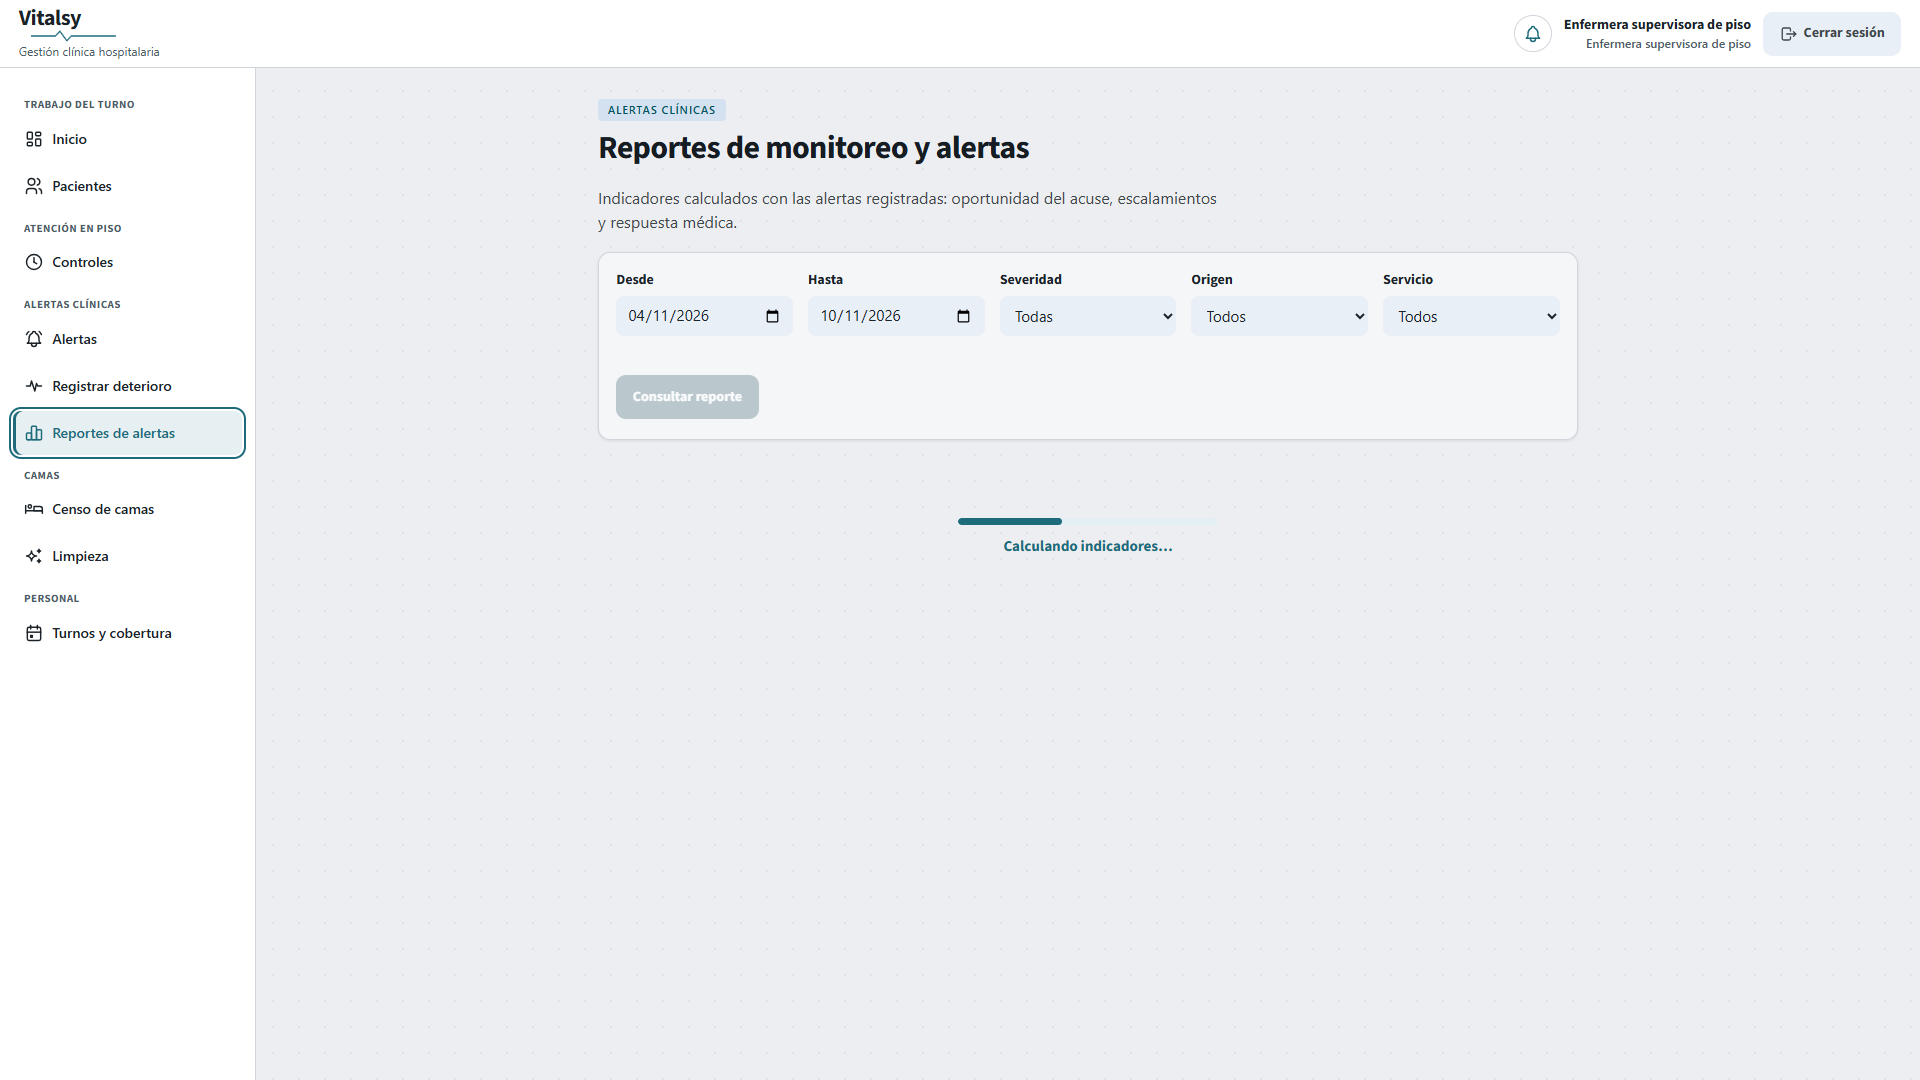 Vitalsy
Gestión clínica hospitalaria
Enfermera supervisora de piso
Enfermera supervisora de piso
Cerrar sesión
TRABAJO DEL TURNO
Inicio
Pacientes
ATENCIÓN EN PISO
Controles
ALERTAS CLÍNICAS
Alertas
Registrar deterioro
Reportes de alertas
CAMAS
Censo de camas
Limpieza
PERSONAL
Turnos y cobertura
ALERTAS CLÍNICAS
Reportes de monitoreo y alertas
Indicadores calculados con las alertas registradas: oportunidad del acuse, escalamientos
y respuesta médica.
Desde
Hasta
Severidad
Origen
Servicio
04/11/2026
10/11/2026
Todas
Todos
Todos
Consultar reporte
Calculando indicadores...